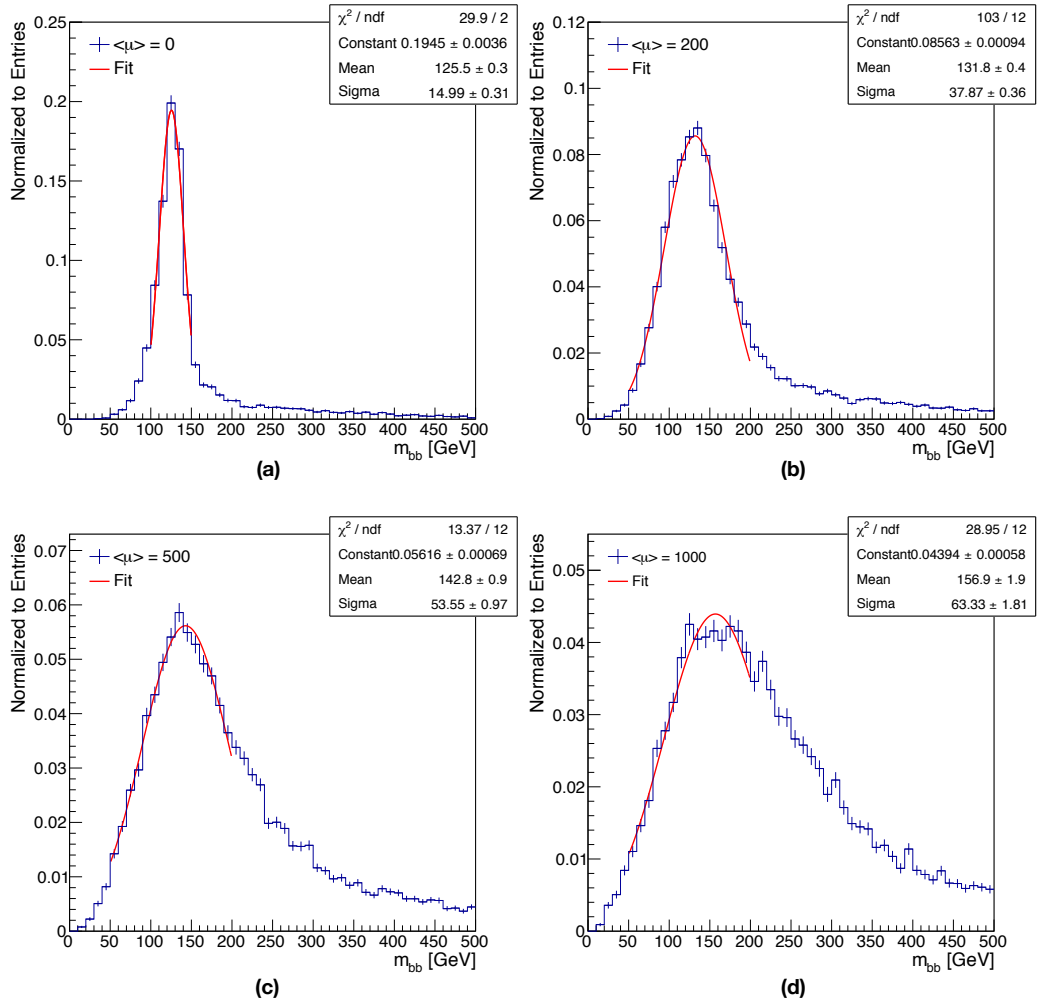 χ² / ndf 29.9 / 2
Constant 0.1945 ± 0.0036
Mean 125.5 ± 0.3
Sigma 14.99 ± 0.31
<μ> = 0
Fit
Normalized to Entries
0.25
0.2
0.15
0.1
0.05
0
0 50 100 150 200 250 300 350 400 450 500
m_bb [GeV]
(a)
χ² / ndf 103 / 12
Constant0.08563 ± 0.00094
Mean 131.8 ± 0.4
Sigma 37.87 ± 0.36
<μ> = 200
Fit
Normalized to Entries
0.12
0.1
0.08
0.06
0.04
0.02
0
0 50 100 150 200 250 300 350 400 450 500
m_bb [GeV]
(b)
χ² / ndf 13.37 / 12
Constant0.05616 ± 0.00069
Mean 142.8 ± 0.9
Sigma 53.55 ± 0.97
<μ> = 500
Fit
Normalized to Entries
0.07
0.06
0.05
0.04
0.03
0.02
0.01
0
0 50 100 150 200 250 300 350 400 450 500
m_bb [GeV]
(c)
χ² / ndf 28.95 / 12
Constant0.04394 ± 0.00058
Mean 156.9 ± 1.9
Sigma 63.33 ± 1.81
<μ> = 1000
Fit
Normalized to Entries
0.05
0.04
0.03
0.02
0.01
0
0 50 100 150 200 250 300 350 400 450 500
m_bb [GeV]
(d)